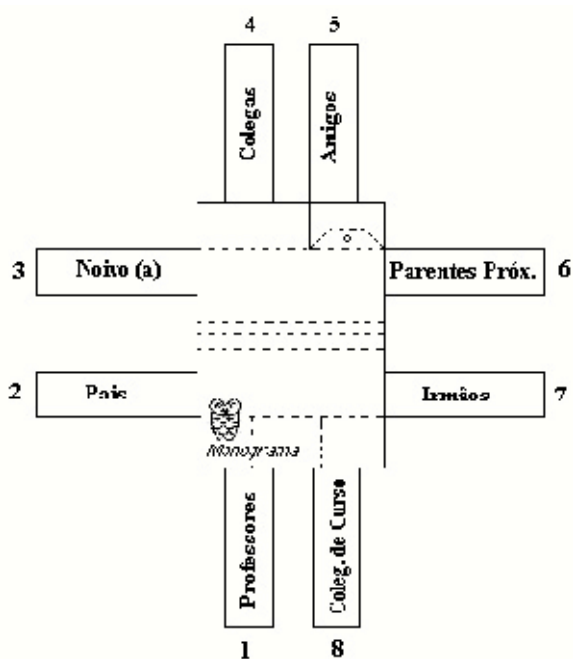 4
5
Colegas
Amigos
3
Noivo (a)
Parentes Próx.
6
2
Pais
Irmãos
7
Monograma
Professores
Coleg. de Curso
1
8